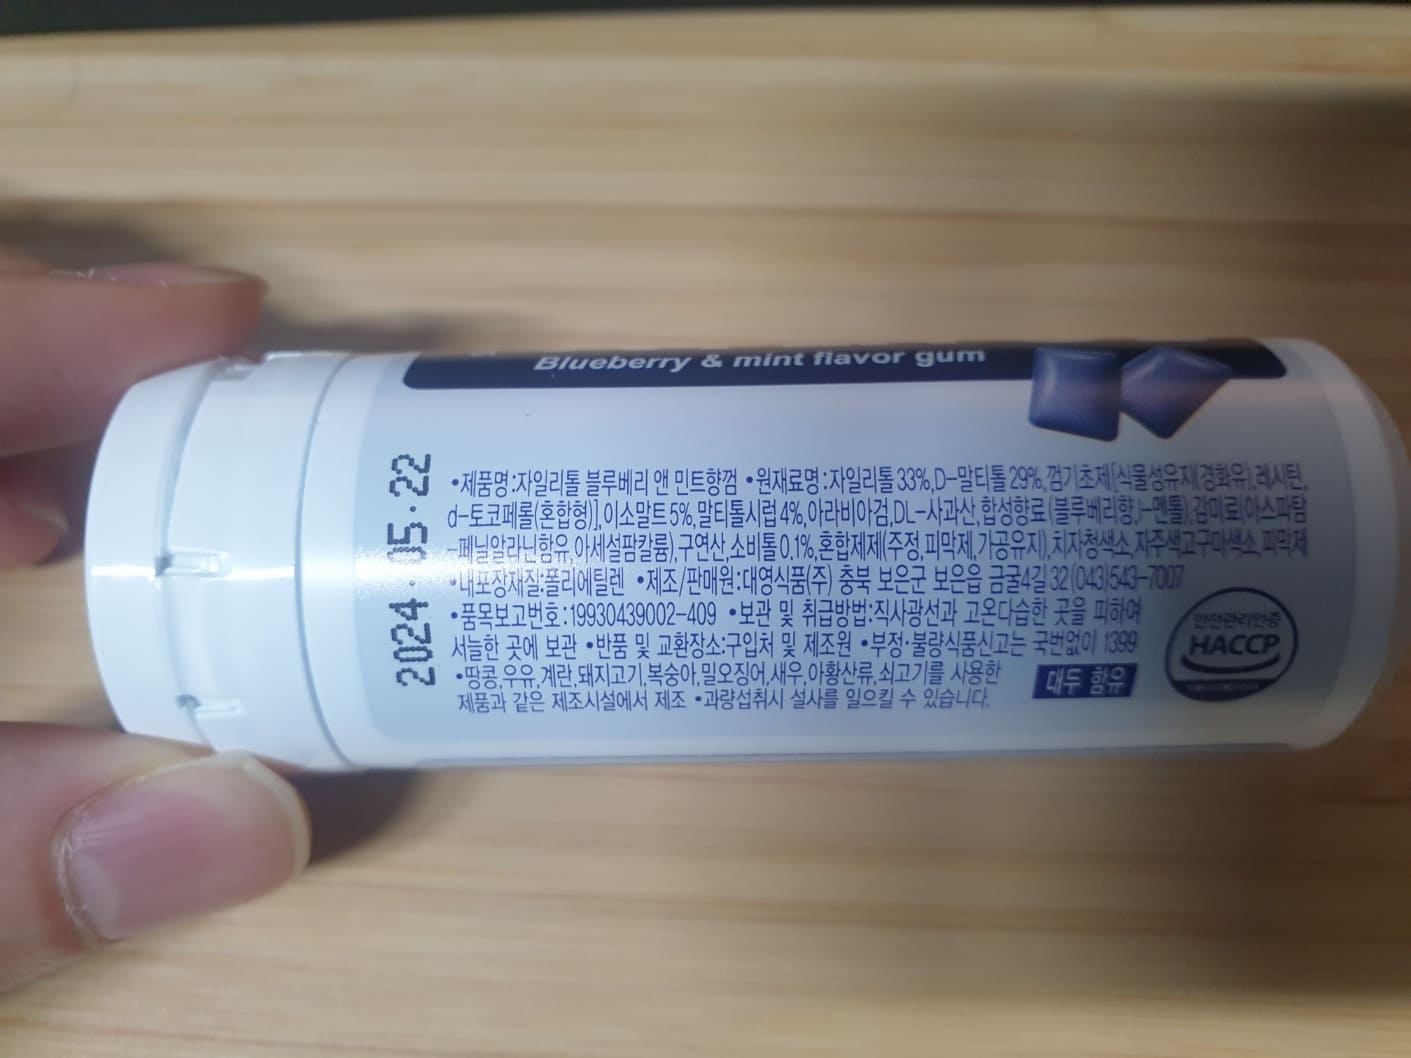 Blueberry & mint flavor gum
2024.05.22
•제품명:자일리톨 블루베리 앤 민트향껌 •원재료명:자일리톨33%,D-말티톨29%,껌기초제[식물성유지(경화유),레시틴,
d-토코페롤(혼합형)],이소말트5%,말티톨시럽4%,아라비아검,DL-사과산,합성향료(블루베리향,l-멘톨),감미료(아스파탐
-페닐알라닌함유,아세설팜칼륨),구연산,소비톨0.1%,혼합제제(주정,피막제,가공유지),치자청색소,자주색고구마색소,피막제
•내포장재질:폴리에틸렌 •제조/판매원:대영식품(주) 충북 보은군 보은읍 금굴4길 32(043)543-7007
•품목보고번호:19930439002-409 •보관 및 취급방법:직사광선과 고온다습한 곳을 피하여
서늘한 곳에 보관 •반품 및 교환장소:구입처 및 제조원 •부정·불량식품신고는 국번없이 1399
•땅콩,우유,계란,돼지고기,복숭아,밀오징어,새우,아황산류,쇠고기를 사용한
제품과 같은 제조시설에서 제조 •과량섭취시 설사를 일으킬 수 있습니다.
대두 함유
안전관리인증
HACCP